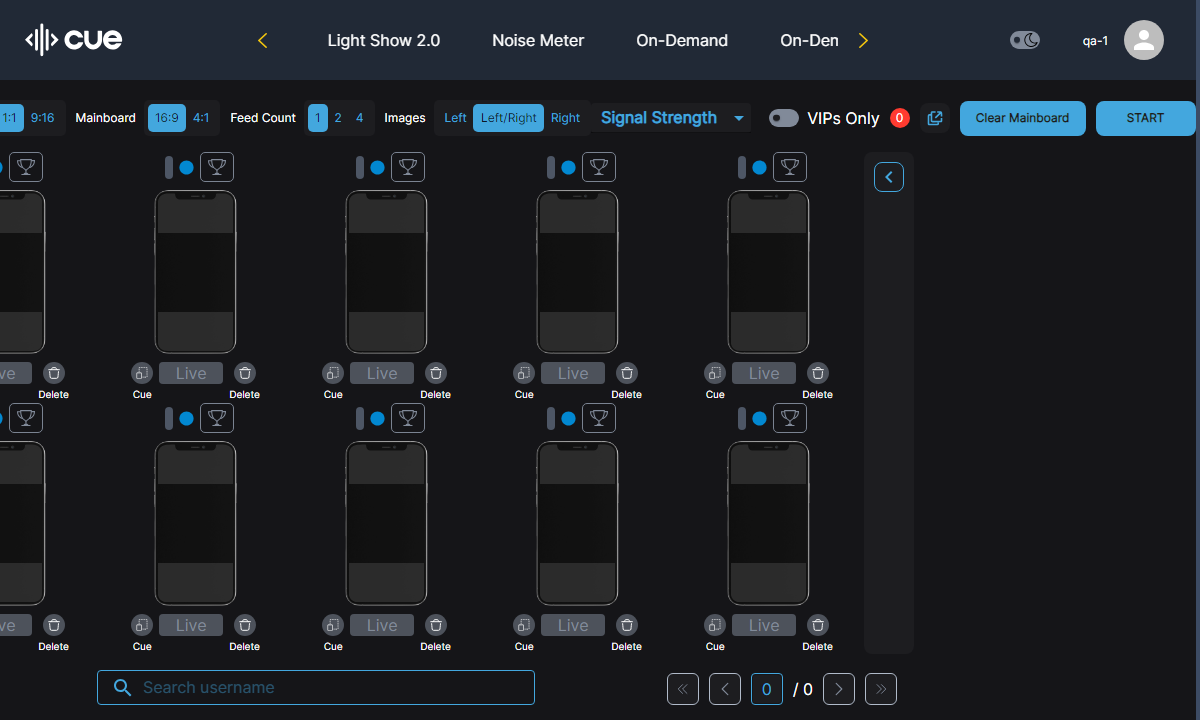 cue
Light Show 2.0 Noise Meter On-Demand On-Den
qa-1
1:1 9:16 Mainboard 16:9 4:1 Feed Count 1 2 4 Images Left Left/Right Right Signal Strength VIPs Only 0 Clear Mainboard START
ve Live Live Live Live
Delete Cue Delete Cue Delete Cue Delete Cue Delete
ve Live Live Live Live
Delete Cue Delete Cue Delete Cue Delete Cue Delete
Search username
0 / 0